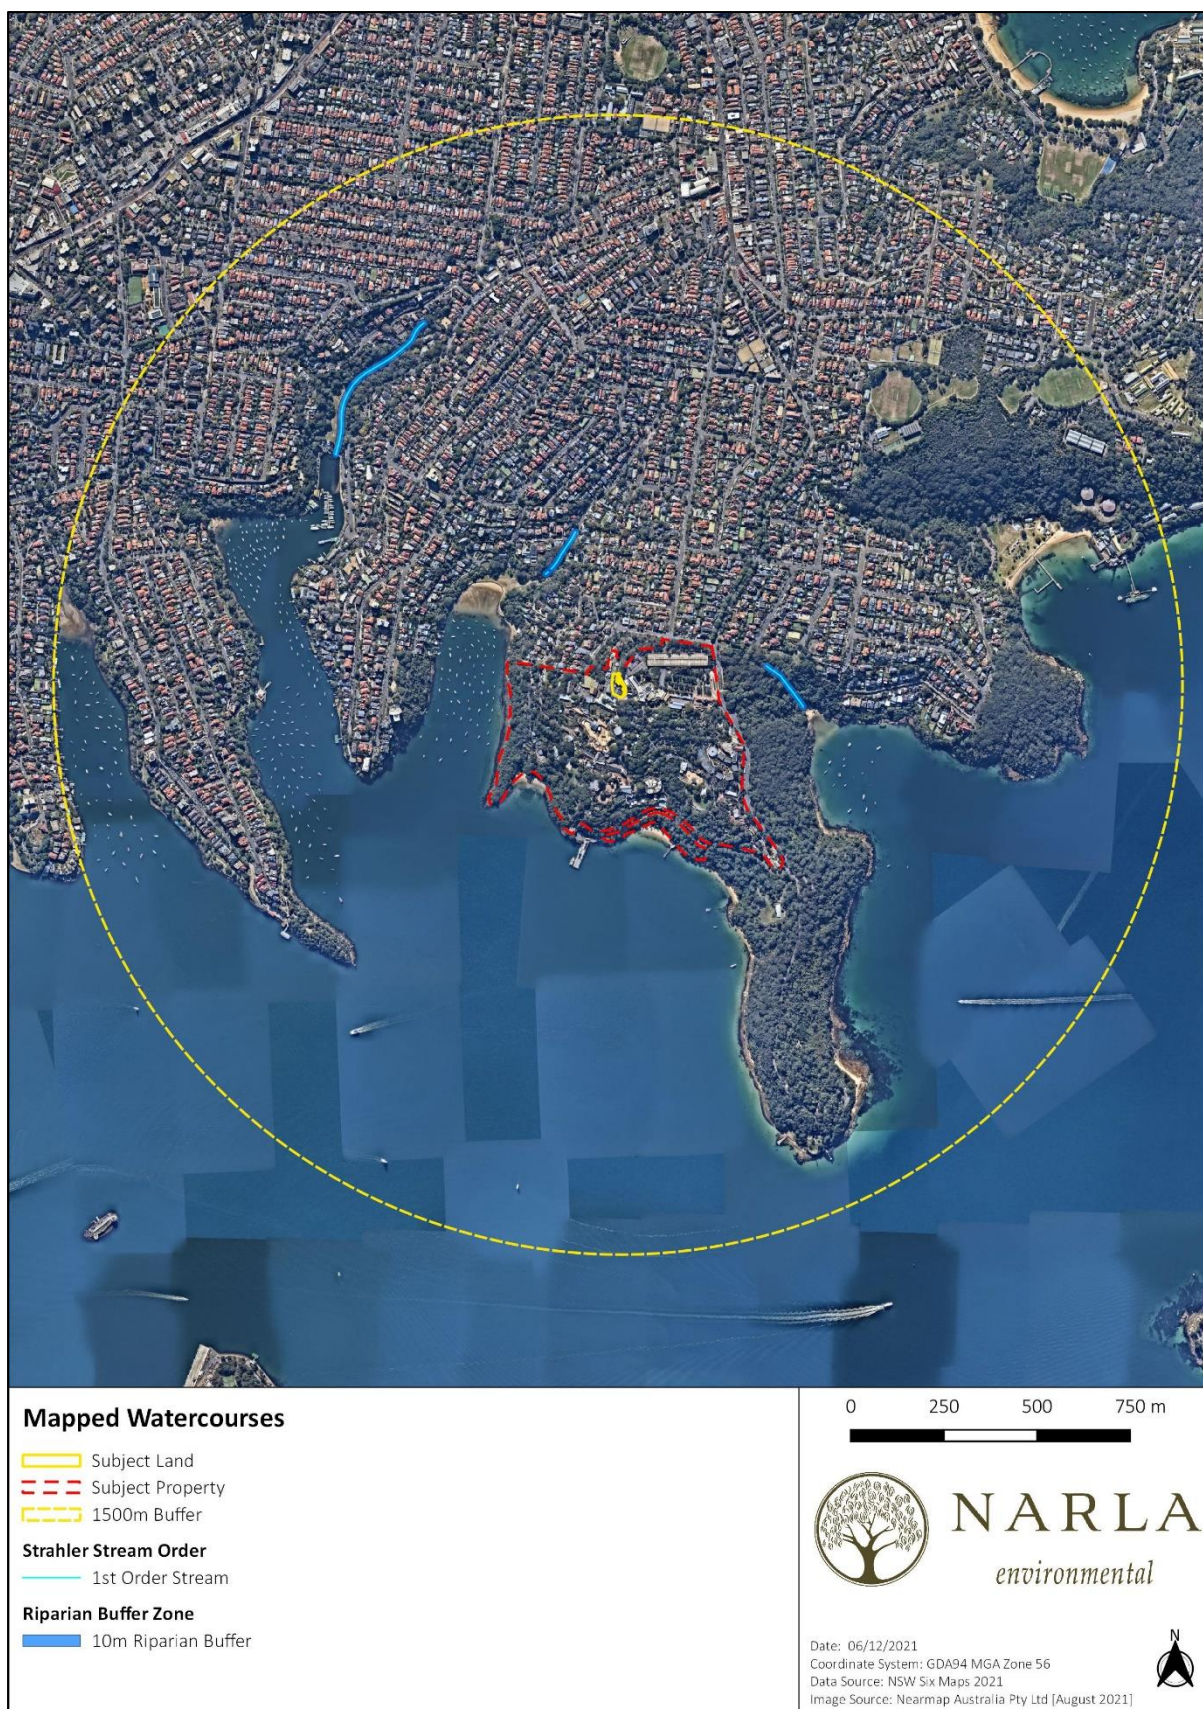 Mapped Watercourses
Subject Land
Subject Property
1500m Buffer
Strahler Stream Order
1st Order Stream
Riparian Buffer Zone
10m Riparian Buffer
0 250 500 750 m
NARLA
environmental
N
Date: 06/12/2021
Coordinate System: GDA94 MGA Zone 56
Data Source: NSW Six Maps 2021
Image Source: Nearmap Australia Pty Ltd [August 2021]